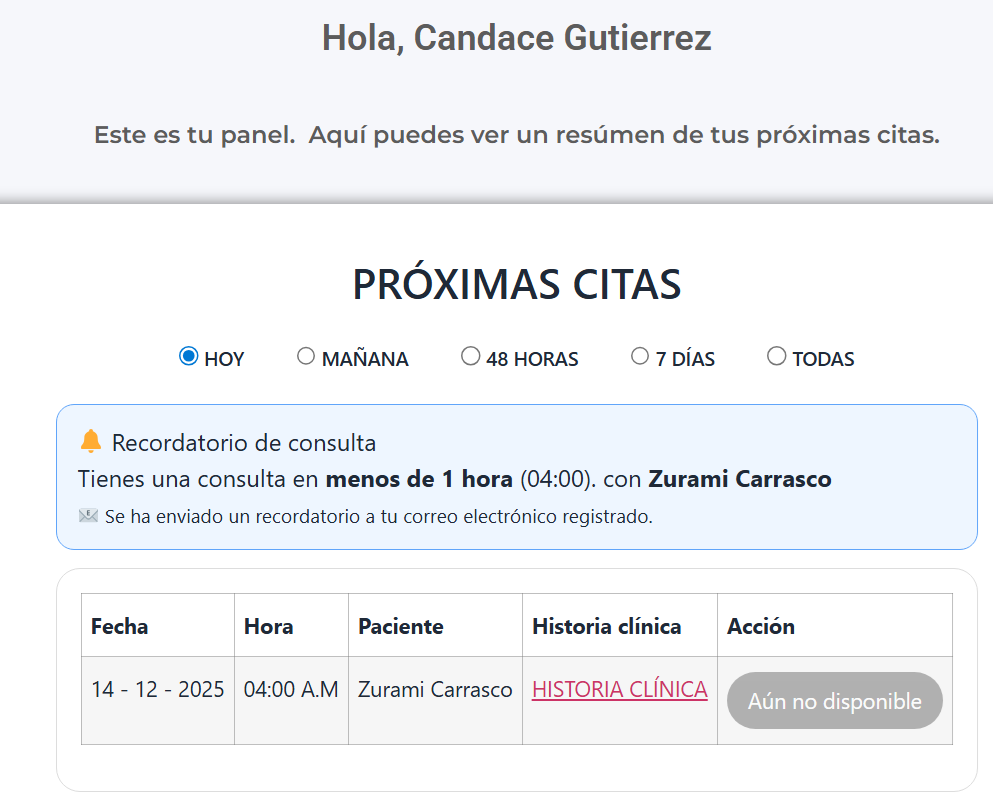 Hola, Candace Gutierrez
Este es tu panel.  Aquí puedes ver un resúmen de tus próximas citas.
PRÓXIMAS CITAS
HOY MAÑANA 48 HORAS 7 DÍAS TODAS
Recordatorio de consulta
Tienes una consulta en menos de 1 hora (04:00). con Zurami Carrasco
Se ha enviado un recordatorio a tu correo electrónico registrado.
Fecha Hora Paciente Historia clínica Acción
14 - 12 - 2025 04:00 A.M Zurami Carrasco HISTORIA CLÍNICA Aún no disponible